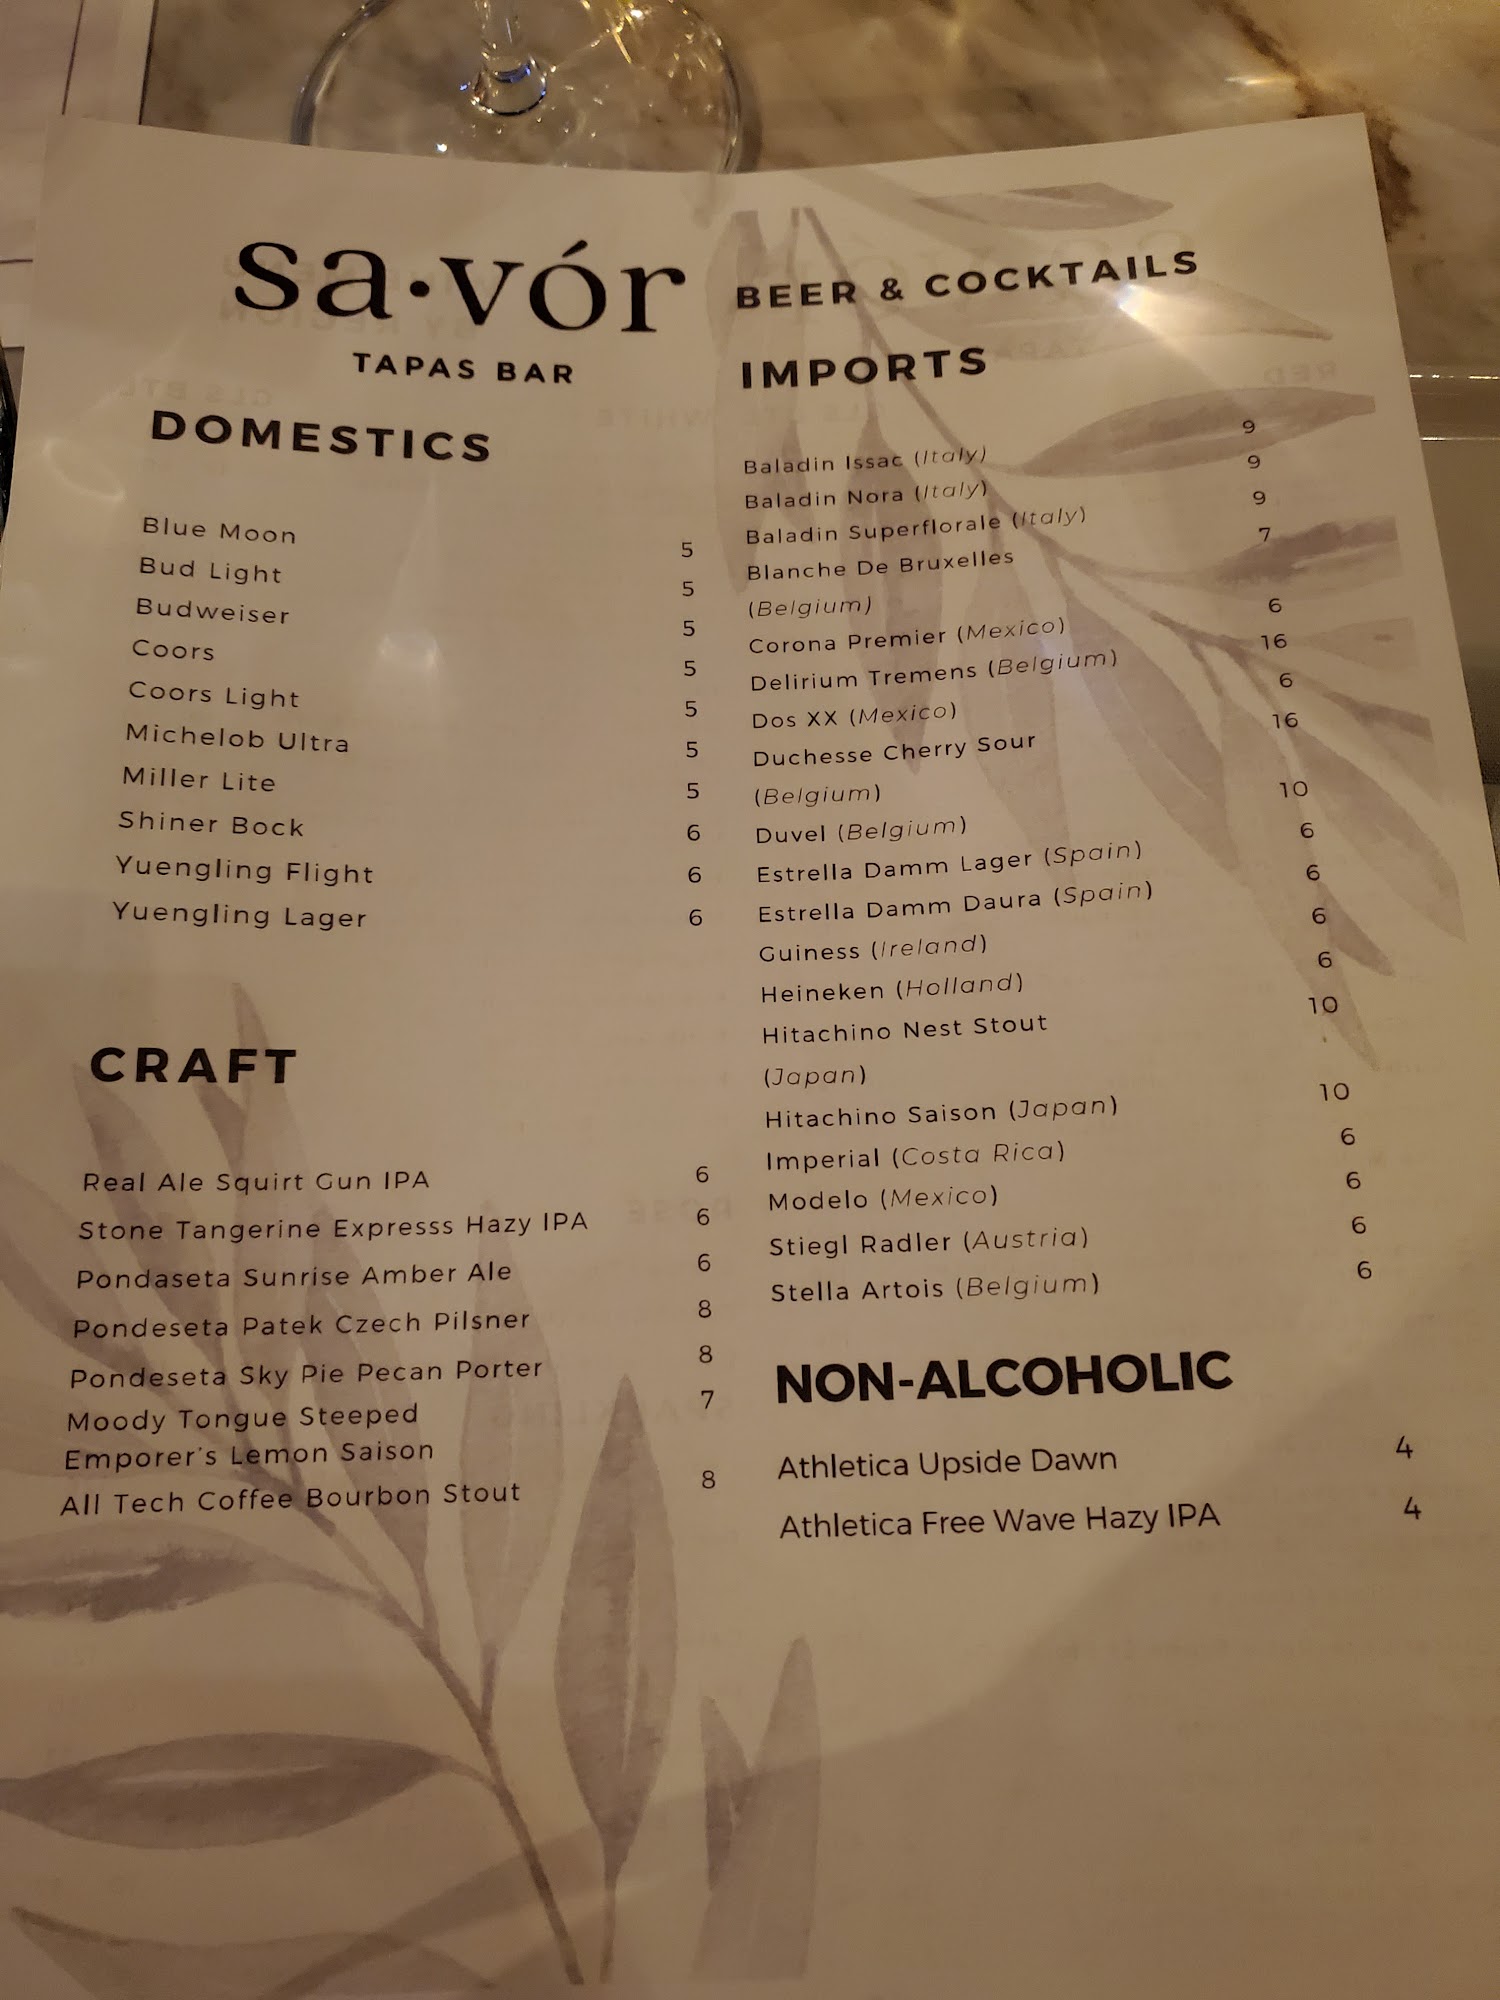 sa·vór
TAPAS BAR
DOMESTICS
Blue Moon 5
Bud Light 5
Budweiser 5
Coors 5
Coors Light 5
Michelob Ultra 5
Miller Lite 5
Shiner Bock 6
Yuengling Flight 6
Yuengling Lager 6
CRAFT
Real Ale Squirt Gun IPA 6
Stone Tangerine Expresss Hazy IPA 6
Pondaseta Sunrise Amber Ale 6
Pondeseta Patek Czech Pilsner 8
Pondeseta Sky Pie Pecan Porter 8
Moody Tongue Steeped 7
Emporer's Lemon Saison
All Tech Coffee Bourbon Stout 8
BEER & COCKTAILS
IMPORTS
Baladin Issac (Italy) 9
Baladin Nora (Italy) 9
Baladin Superflorale (Italy) 9
Blanche De Bruxelles 7
(Belgium)
Corona Premier (Mexico) 6
Delirium Tremens (Belgium) 16
Dos XX (Mexico) 6
Duchesse Cherry Sour 16
(Belgium)
Duvel (Belgium) 10
Estrella Damm Lager (Spain) 6
Estrella Damm Daura (Spain) 6
Guiness (Ireland) 6
Heineken (Holland) 6
Hitachino Nest Stout 10
(Japan)
Hitachino Saison (Japan) 10
Imperial (Costa Rica) 6
Modelo (Mexico) 6
Stiegl Radler (Austria) 6
Stella Artois (Belgium) 6
NON-ALCOHOLIC
Athletica Upside Dawn 4
Athletica Free Wave Hazy IPA 4